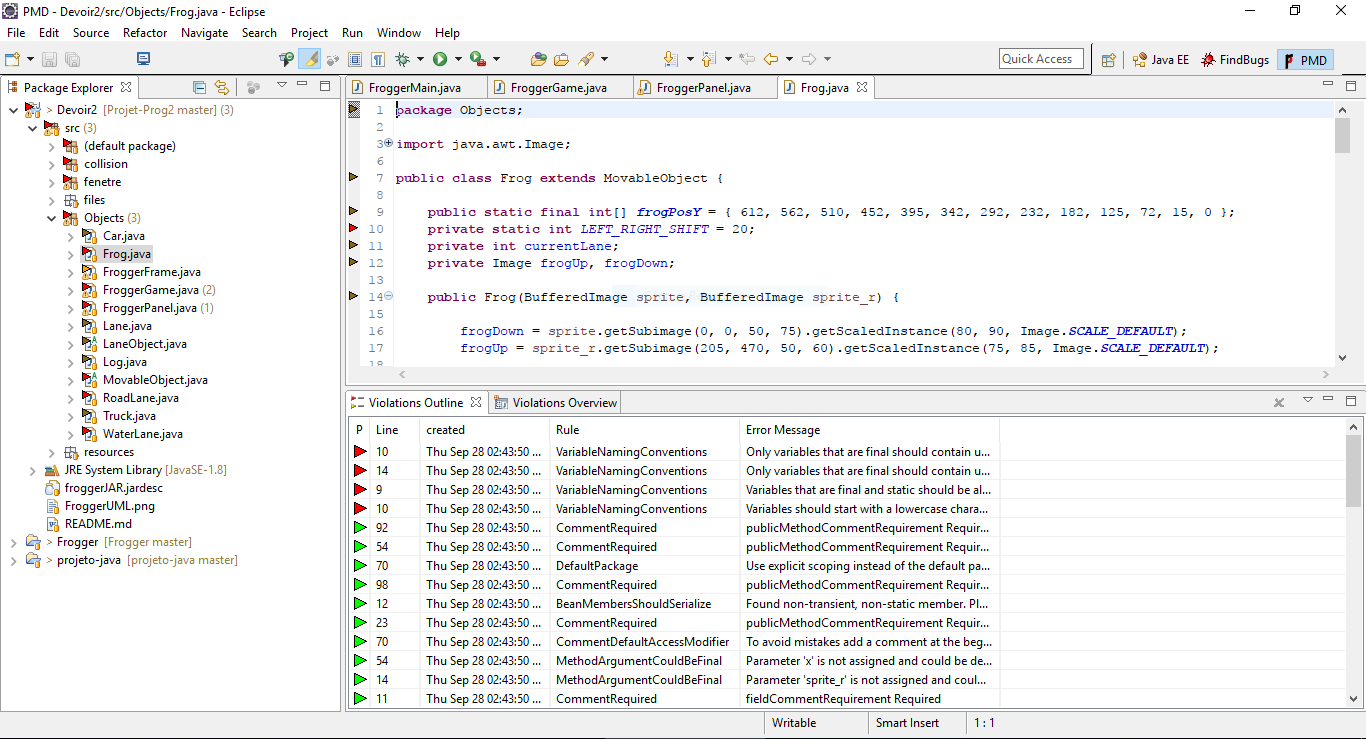 PMD - Devoir2/src/Objects/Frog.java - Eclipse
File Edit Source Refactor Navigate Search Project Run Window Help
Quick Access
Java EE
FindBugs
PMD
Package Explorer
> Devoir2 [Projet-Prog2 master] (3)
src (3)
(default package)
collision
fenetre
files
Objects (3)
Car.java
Frog.java
FroggerFrame.java
FroggerGame.java (2)
FroggerPanel.java (1)
Lane.java
LaneObject.java
Log.java
MovableObject.java
RoadLane.java
Truck.java
WaterLane.java
resources
JRE System Library [JavaSE-1.8]
froggerJAR.jardesc
FroggerUML.png
README.md
> Frogger [Frogger master]
> projeto-java [projeto-java master]
FroggerMain.java FroggerGame.java FroggerPanel.java Frog.java
1 package Objects;
2
3 import java.awt.Image;
6
7 public class Frog extends MovableObject {
8
9 public static final int[] frogPosY = { 612, 562, 510, 452, 395, 342, 292, 232, 182, 125, 72, 15, 0 };
10 private static int LEFT_RIGHT_SHIFT = 20;
11 private int currentLane;
12 private Image frogUp, frogDown;
13
14 public Frog(BufferedImage sprite, BufferedImage sprite_r) {
15
16 frogDown = sprite.getSubimage(0, 0, 50, 75).getScaledInstance(80, 90, Image.SCALE_DEFAULT);
17 frogUp = sprite_r.getSubimage(205, 470, 50, 60).getScaledInstance(75, 85, Image.SCALE_DEFAULT);
18
Violations Outline Violations Overview
P Line created Rule Error Message
10 Thu Sep 28 02:43:50 ... VariableNamingConventions Only variables that are final should contain u...
14 Thu Sep 28 02:43:50 ... VariableNamingConventions Only variables that are final should contain u...
9 Thu Sep 28 02:43:50 ... VariableNamingConventions Variables that are final and static should be al...
10 Thu Sep 28 02:43:50 ... VariableNamingConventions Variables should start with a lowercase chara...
92 Thu Sep 28 02:43:50 ... CommentRequired publicMethodCommentRequirement Requir...
54 Thu Sep 28 02:43:50 ... CommentRequired publicMethodCommentRequirement Requir...
70 Thu Sep 28 02:43:50 ... DefaultPackage Use explicit scoping instead of the default pa...
98 Thu Sep 28 02:43:50 ... CommentRequired publicMethodCommentRequirement Requir...
12 Thu Sep 28 02:43:50 ... BeanMembersShouldSerialize Found non-transient, non-static member. Pl...
23 Thu Sep 28 02:43:50 ... CommentRequired publicMethodCommentRequirement Requir...
70 Thu Sep 28 02:43:50 ... CommentDefaultAccessModifier To avoid mistakes add a comment at the beg...
54 Thu Sep 28 02:43:50 ... MethodArgumentCouldBeFinal Parameter 'x' is not assigned and could be de...
14 Thu Sep 28 02:43:50 ... MethodArgumentCouldBeFinal Parameter 'sprite_r' is not assigned and coul...
11 Thu Sep 28 02:43:50 ... CommentRequired fieldCommentRequirement Required
Writable Smart Insert 1 : 1